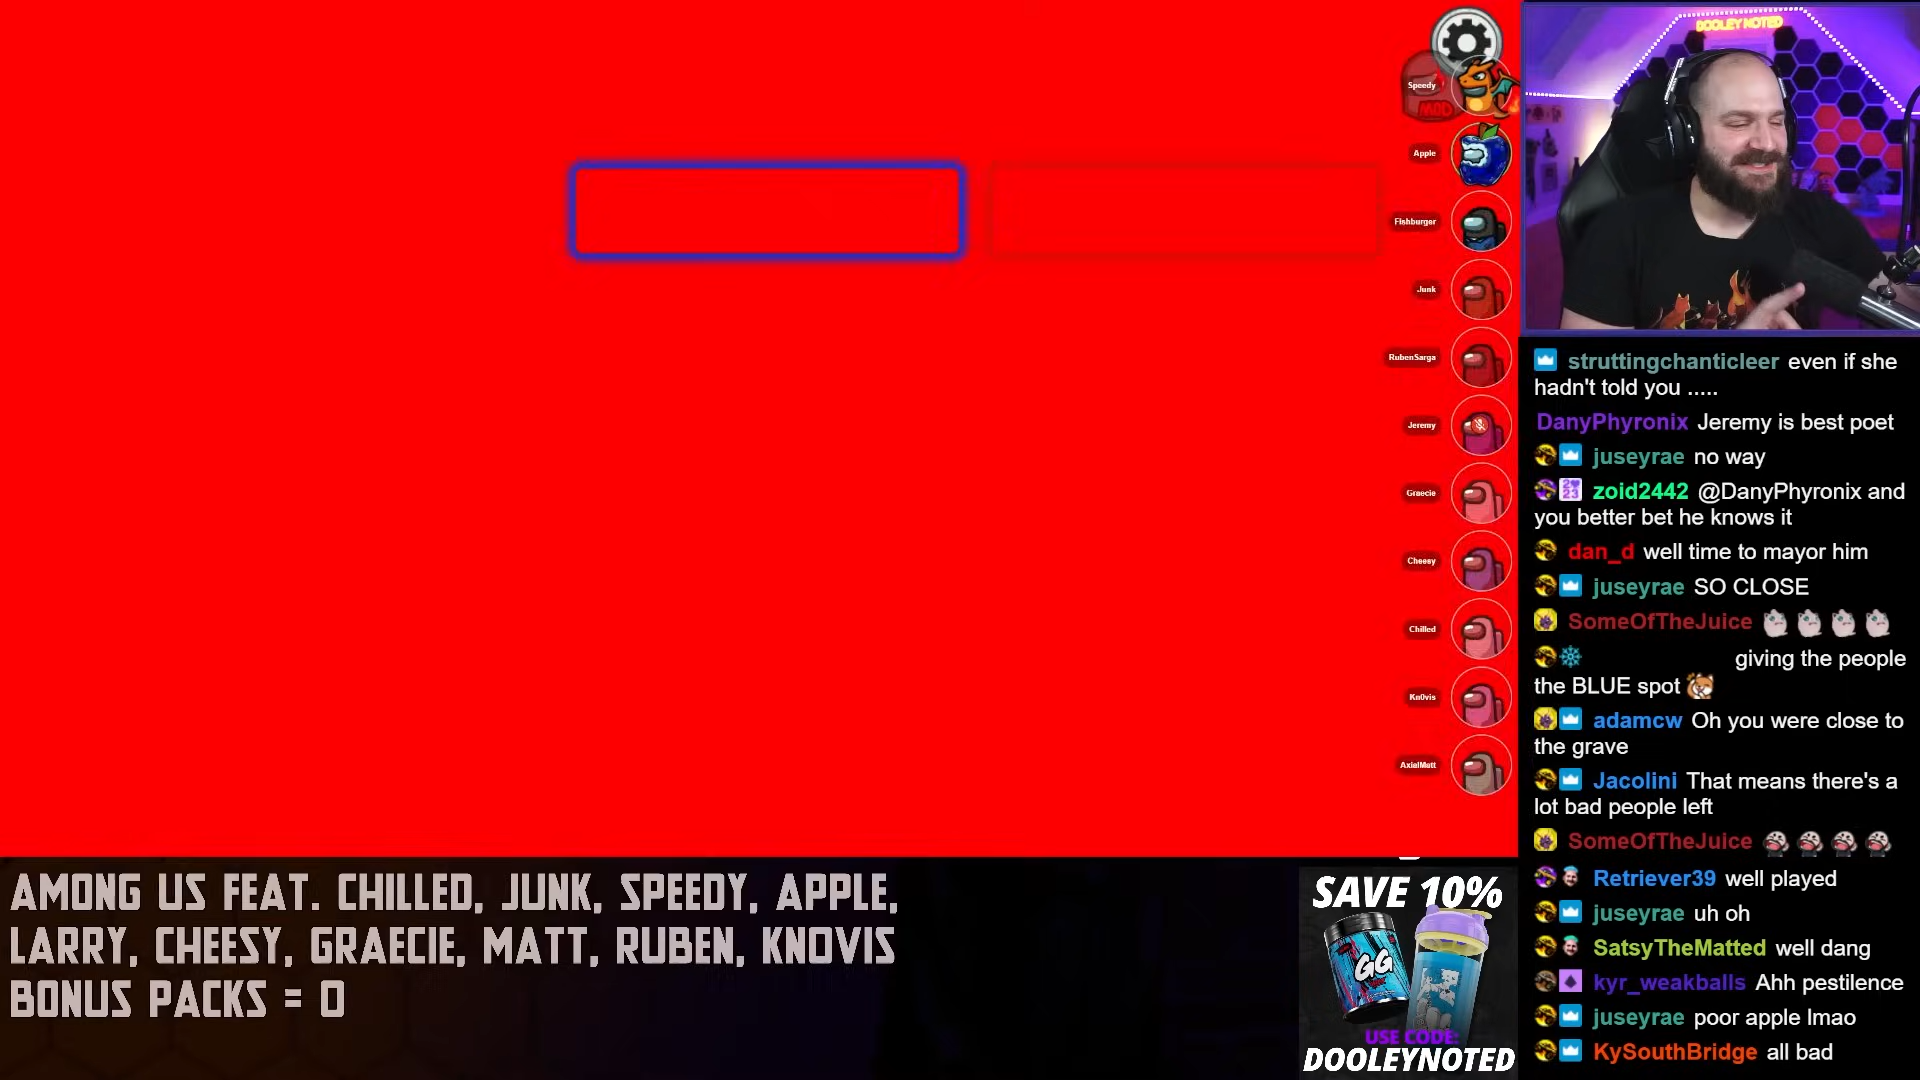 DOOLEY NOTED
Speedy
MOD
Apple
Fishburger
Junk
RubenSarga
Jeremy
Graecie
Cheesy
Chilled
Kn0vis
AxialMatt
struttingchanticleer even if she
hadn't told you .....
DanyPhyronix Jeremy is best poet
juseyrae no way
zoid2442 @DanyPhyronix and
you better bet he knows it
dan_d well time to mayor him
juseyrae SO CLOSE
SomeOfTheJuice
giving the people
the BLUE spot
adamcw Oh you were close to
the grave
Jacolini That means there's a
lot bad people left
SomeOfTheJuice
Retriever39 well played
juseyrae uh oh
SatsyTheMatted well dang
kyr_weakballs Ahh pestilence
juseyrae poor apple lmao
KySouthBridge all bad
AMONG US FEAT. CHILLED, JUNK, SPEEDY, APPLE,
LARRY, CHEESY, GRAECIE, MATT, RUBEN, KNOVIS
BONUS PACKS = 0
SAVE 10%
GG
USE CODE:
DOOLEYNOTED